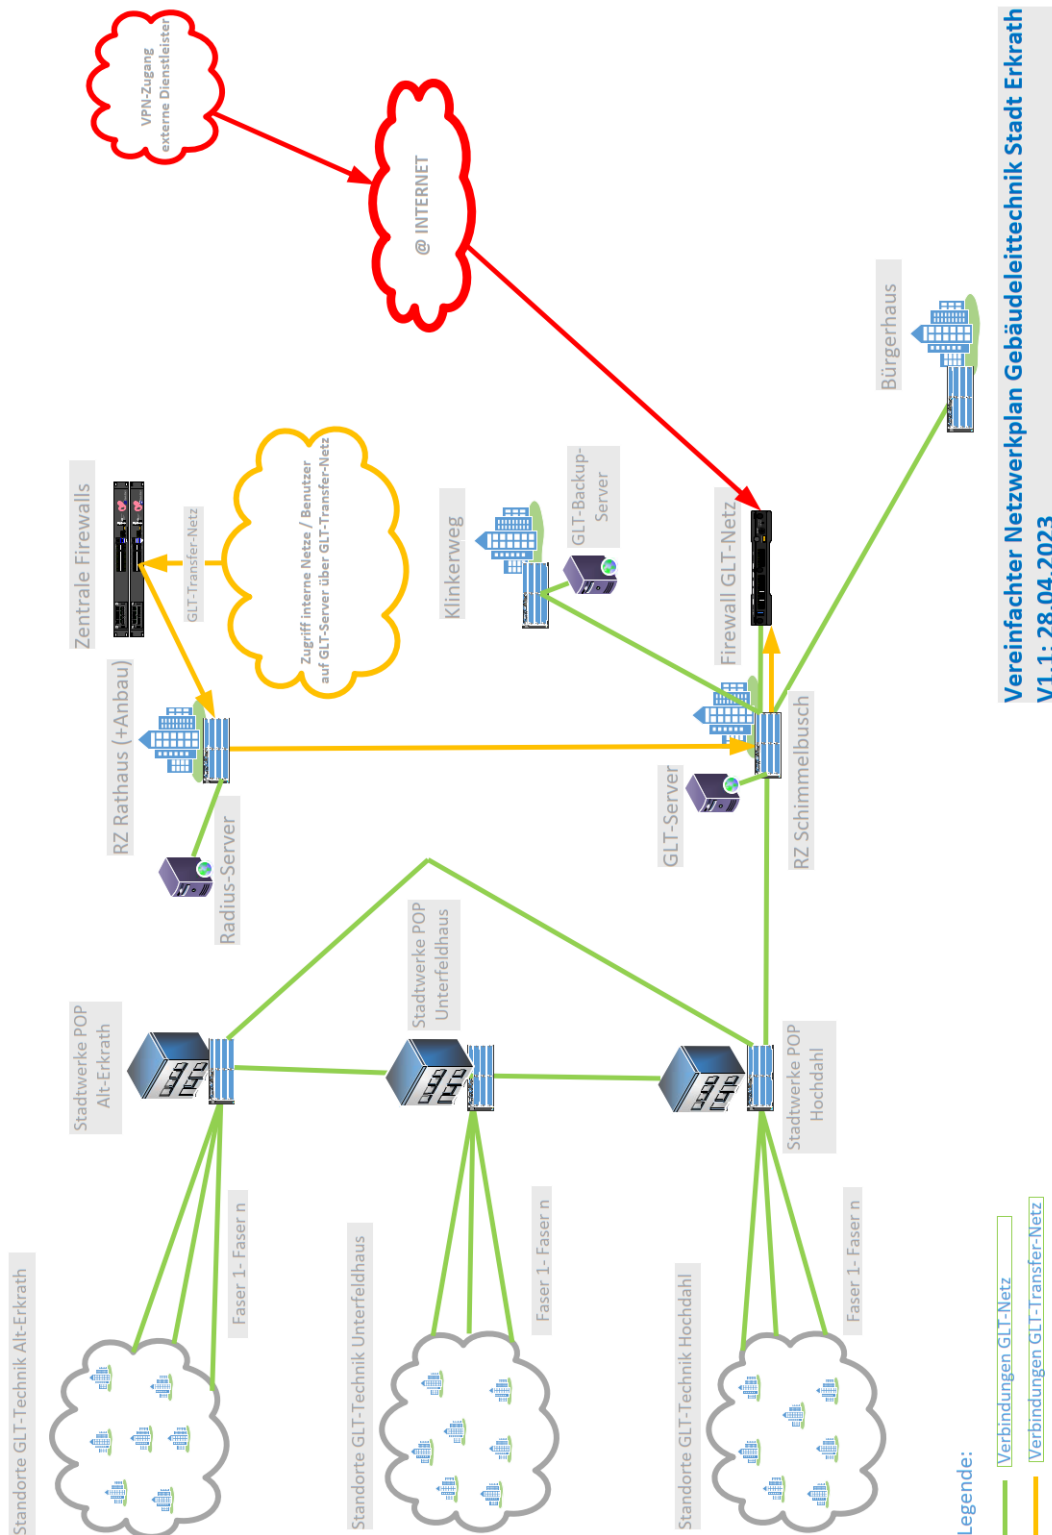 Standorte GLT-Technik Alt-Erkrath
Faser 1- Faser n
Stadtwerke POP
Alt-Erkrath
Radius-Server
RZ Rathaus (+Anbau)
Zentrale Firewalls
GLT-Transfer-Netz
Zugriff interne Netze / Benutzer
auf GLT-Server über GLT-Transfer-Netz
VPN-Zugang
externe Dienstleister
@ INTERNET
Standorte GLT-Technik Unterfeldhaus
Faser 1- Faser n
Stadtwerke POP
Unterfeldhaus
Klinkerweg
GLT-Backup-
Server
Standorte GLT-Technik Hochdahl
Faser 1- Faser n
Stadtwerke POP
Hochdahl
GLT-Server
RZ Schimmelbusch
Firewall GLT-Netz
Bürgerhaus
Legende:
Verbindungen GLT-Netz
Verbindungen GLT-Transfer-Netz
Vereinfachter Netzwerkplan Gebäudeleittechnik Stadt Erkrath
V1.1: 28.04.2023